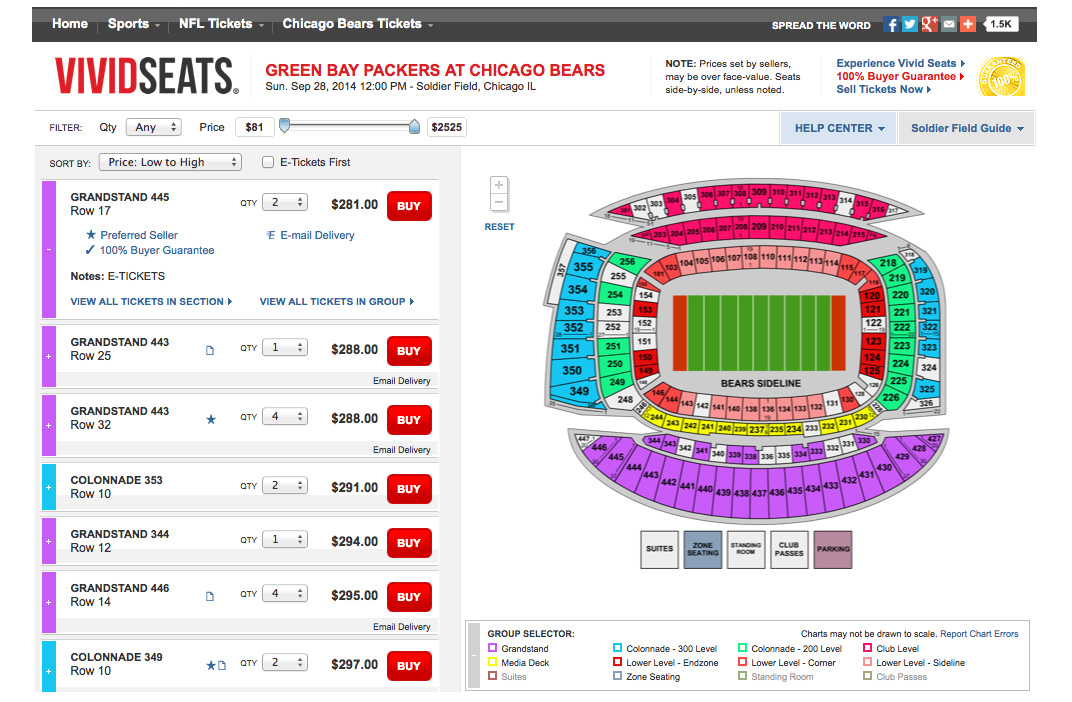 Home Sports NFL Tickets Chicago Bears Tickets SPREAD THE WORD 1.5K
VIVIDSEATS®
GREEN BAY PACKERS AT CHICAGO BEARS
Sun. Sep 28, 2014 12:00 PM - Soldier Field, Chicago IL
NOTE: Prices set by sellers,
may be over face-value. Seats
side-by-side, unless noted.
Experience Vivid Seats
100% Buyer Guarantee
Sell Tickets Now
GUARANTEED
100%
FILTER: Qty Any Price $81 $2525
HELP CENTER Soldier Field Guide
SORT BY: Price: Low to High E-Tickets First
GRANDSTAND 445
Row 17
QTY 2 $281.00 BUY
Preferred Seller E-mail Delivery
100% Buyer Guarantee
Notes: E-TICKETS
VIEW ALL TICKETS IN SECTION VIEW ALL TICKETS IN GROUP
GRANDSTAND 443
Row 25
QTY 1 $288.00 BUY
Email Delivery
GRANDSTAND 443
Row 32
QTY 4 $288.00 BUY
Email Delivery
COLONNADE 353
Row 10
QTY 2 $291.00 BUY
GRANDSTAND 344
Row 12
QTY 1 $294.00 BUY
GRANDSTAND 446
Row 14
QTY 4 $295.00 BUY
Email Delivery
COLONNADE 349
Row 10
QTY 2 $297.00 BUY
RESET
301 302 303 304 305 306 307 308 309 310 311 312 313 314 315 316 317
203 204 205 206 207 208 209 210 211 212 213 214 215
101 103 104 105 106 107 108 109 110 111 112 113 114 115 117
357 356 355 354 353 352 351 350 349
256 255 254 253 252 251 250 249 248
154 153 152 151 150 149
120 121 122 123 124 125
218 219 220 221 222 223 224 225 226
318 319 320 321 322 323 324 325 326
BEARS SIDELINE
146 144 143 142 141 140 138 136 134 133 132 131 130 128 126
244 243 242 241 240 239 237 235 234 233 232 231 230
344 343 342 341 340 339 338 336 335 334 333 332 331 330
447 446 445 444 443 442 441 440 439 438 437 436 435 434 433 432 431 430 429 428 427
SUITES
ZONE
SEATING
STANDING
ROOM
CLUB
PASSES
PARKING
GROUP SELECTOR: Charts may not be drawn to scale. Report Chart Errors
Grandstand Colonnade - 300 Level Colonnade - 200 Level Club Level
Media Deck Lower Level - Endzone Lower Level - Corner Lower Level - Sideline
Suites Zone Seating Standing Room Club Passes